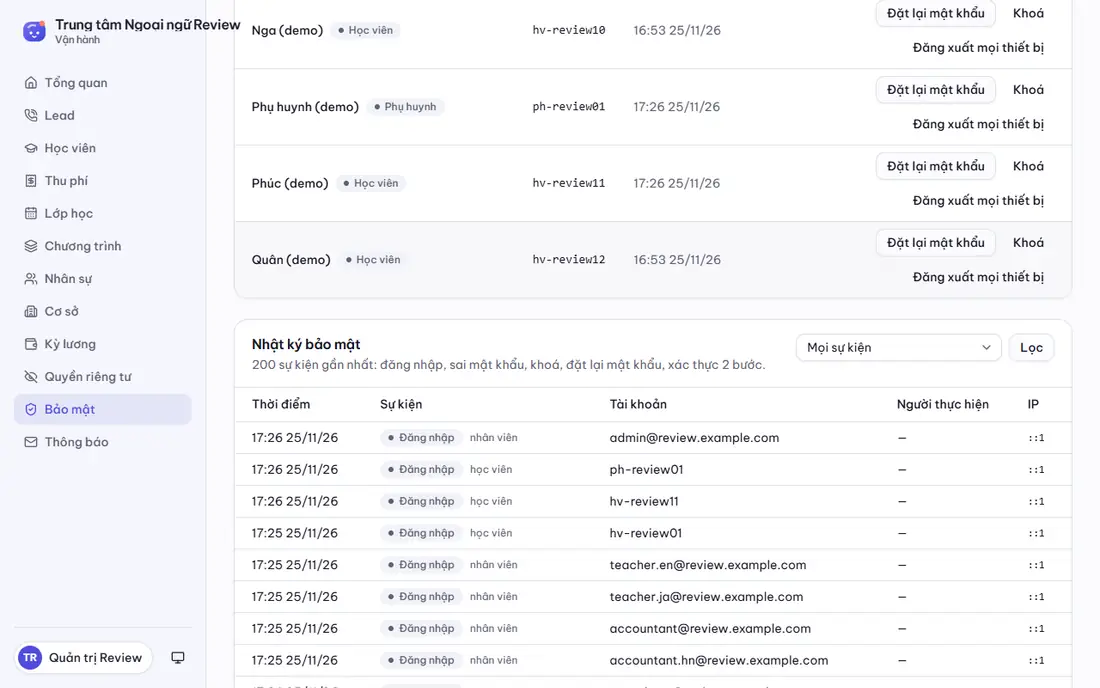 Trung tâm Ngoại ngữ Review
Vận hành
Tổng quan
Lead
Học viên
Thu phí
Lớp học
Chương trình
Nhân sự
Cơ sở
Kỳ lương
Quyền riêng tư
Bảo mật
Thông báo
TR Quản trị Review
Nga (demo) Học viên hv-review10 16:53 25/11/26 Đặt lại mật khẩu Khoá
Đăng xuất mọi thiết bị
Phụ huynh (demo) Phụ huynh ph-review01 17:26 25/11/26 Đặt lại mật khẩu Khoá
Đăng xuất mọi thiết bị
Phúc (demo) Học viên hv-review11 17:26 25/11/26 Đặt lại mật khẩu Khoá
Đăng xuất mọi thiết bị
Quân (demo) Học viên hv-review12 16:53 25/11/26 Đặt lại mật khẩu Khoá
Đăng xuất mọi thiết bị
Nhật ký bảo mật
200 sự kiện gần nhất: đăng nhập, sai mật khẩu, khoá, đặt lại mật khẩu, xác thực 2 bước.
Mọi sự kiện Lọc
Thời điểm Sự kiện Tài khoản Người thực hiện IP
17:26 25/11/26 Đăng nhập nhân viên admin@review.example.com — ::1
17:26 25/11/26 Đăng nhập học viên ph-review01 — ::1
17:26 25/11/26 Đăng nhập học viên hv-review11 — ::1
17:25 25/11/26 Đăng nhập học viên hv-review01 — ::1
17:25 25/11/26 Đăng nhập nhân viên teacher.en@review.example.com — ::1
17:25 25/11/26 Đăng nhập nhân viên teacher.ja@review.example.com — ::1
17:25 25/11/26 Đăng nhập nhân viên accountant@review.example.com — ::1
17:25 25/11/26 Đăng nhập nhân viên accountant.hn@review.example.com — ::1